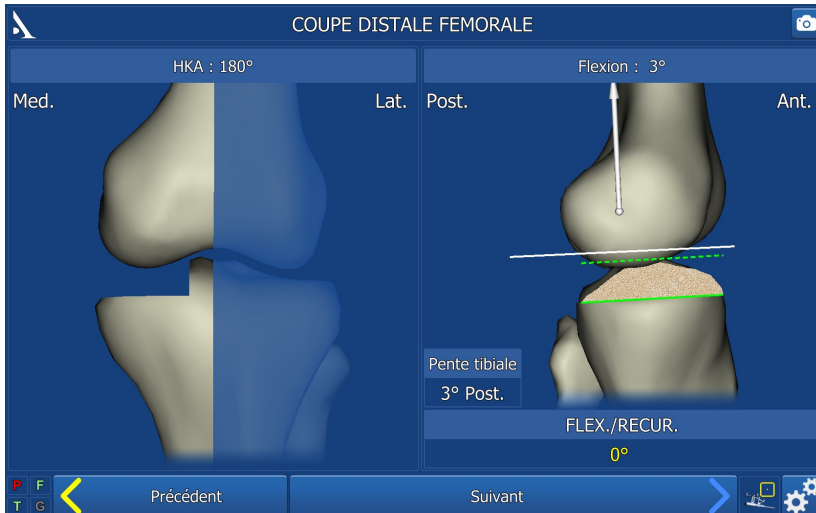 COUPE DISTALE FEMORALE
HKA : 180°
Flexion : 3°
Med.
Lat.
Post.
Ant.
Pente tibiale
3° Post.
FLEX./RECUR.
0°
P F
T G
Précédent
Suivant